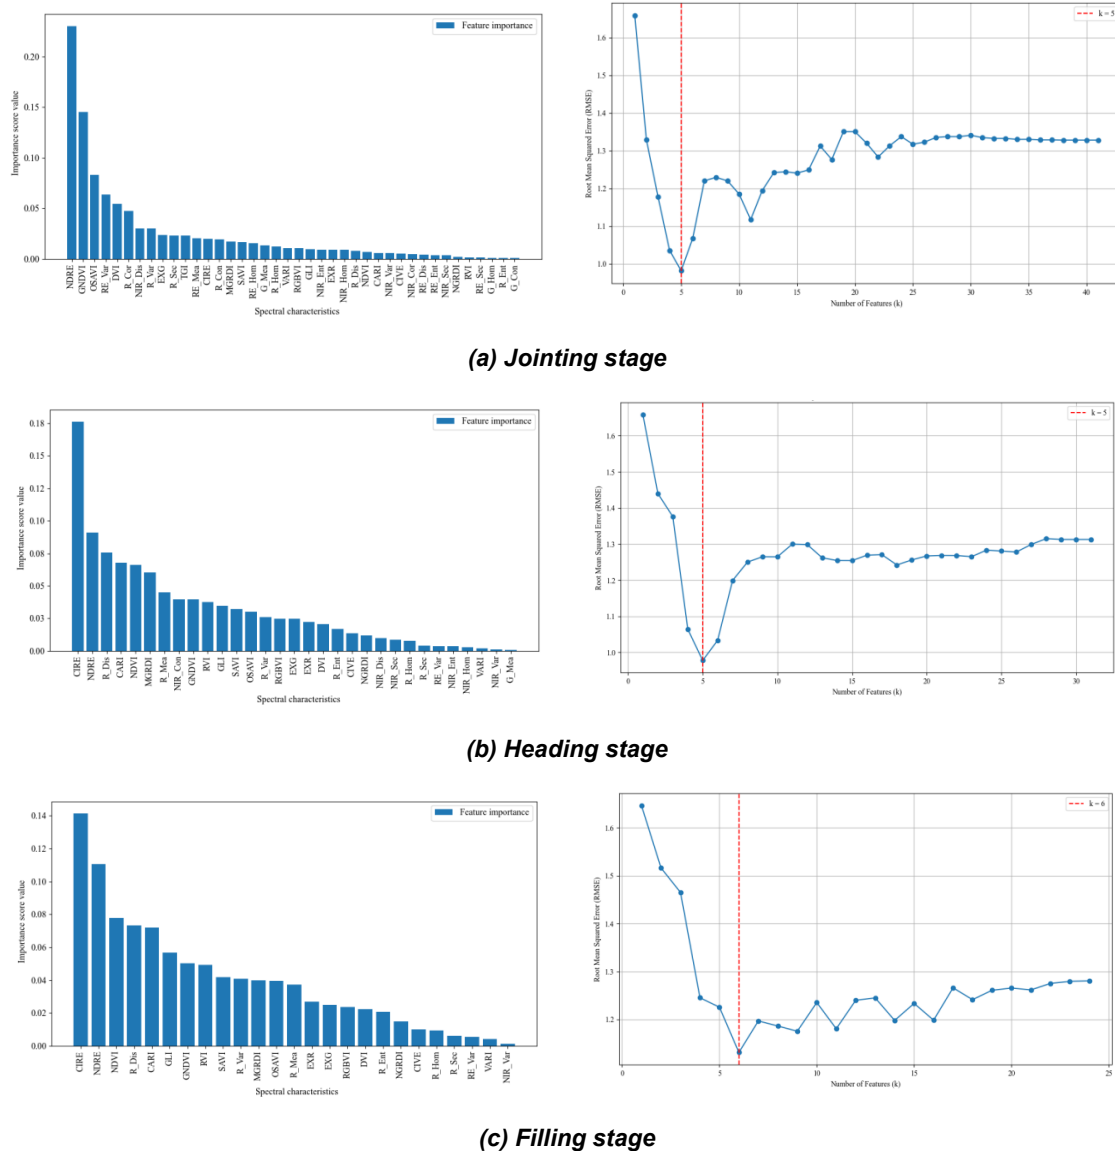 Feature importance
0.20
0.15
0.10
0.05
0.00
Importance score value
NDRE
GNDVI
OSAVI
RE_Var
DVI
R_Cor
NIR_Dis
R_Var
EXG
R_Sec
TGI
RE_Mea
CIRE
R_Con
MGRDI
SAVI
RE_Hom
G_Mea
R_Hom
VARI
RGBVI
GLI
NIR_Ent
EXR
NIR_Hom
R_Dis
NDVI
CARI
NIR_Var
CIVE
NIR_Cor
RE_Dis
RE_Ent
NIR_Sec
NGRDI
RVI
RE_Sec
G_Hom
R_Ent
G_Con
Spectral characteristics
k = 5
1.6
1.5
1.4
1.3
1.2
1.1
1.0
Root Mean Squared Error (RMSE)
0 5 10 15 20 25 30 35 40
Number of Features (k)
(a) Jointing stage
Feature importance
0.18
0.15
0.13
0.10
0.08
0.05
0.03
0.00
Importance score value
CIRE
NDRE
R_Dis
CARI
NDVI
MGRDI
R_Mea
NIR_Con
GNDVI
RVI
GLI
SAVI
OSAVI
R_Var
RGBVI
EXG
EXR
DVI
R_Ent
CIVE
NGRDI
NIR_Dis
NIR_Sec
R_Hom
R_Sec
RE_Var
NIR_Ent
NIR_Hom
VARI
NIR_Var
G_Mea
Spectral characteristics
k = 5
1.6
1.5
1.4
1.3
1.2
1.1
1.0
Root Mean Squared Error (RMSE)
0 5 10 15 20 25 30
Number of Features (k)
(b) Heading stage
Feature importance
0.14
0.12
0.10
0.08
0.06
0.04
0.02
0.00
Importance score value
CIRE
NDRE
NDVI
R_Dis
CARI
GLI
GNDVI
RVI
SAVI
R_Var
MGRDI
OSAVI
R_Mea
EXR
EXG
RGBVI
DVI
R_Ent
NGRDI
CIVE
R_Hom
R_Sec
RE_Var
VARI
NIR_Var
Spectral characteristics
k = 6
1.6
1.5
1.4
1.3
1.2
Root Mean Squared Error (RMSE)
0 5 10 15 20 25
Number of Features (k)
(c) Filling stage